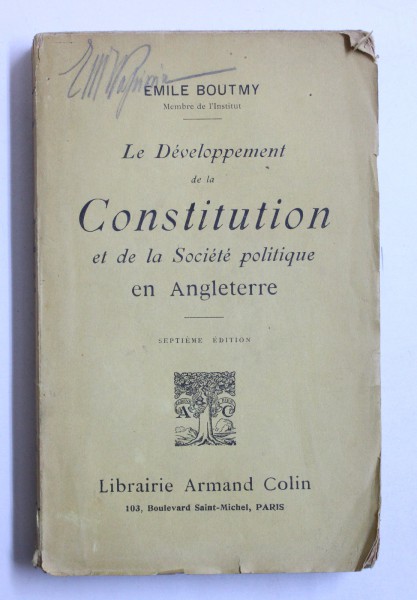 EMILE BOUTMY
Membre de l'Institut
Le Développement
de la
Constitution
et de la Société politique
en Angleterre
SEPTIÈME ÉDITION
A C
Librairie Armand Colin
103, Boulevard Saint-Michel, PARIS